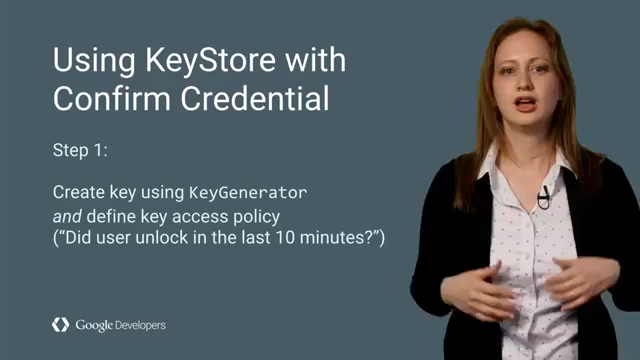 Using KeyStore with
Confirm Credential
Step 1:
Create key using KeyGenerator
and define key access policy
(“Did user unlock in the last 10 minutes?”)
Google Developers